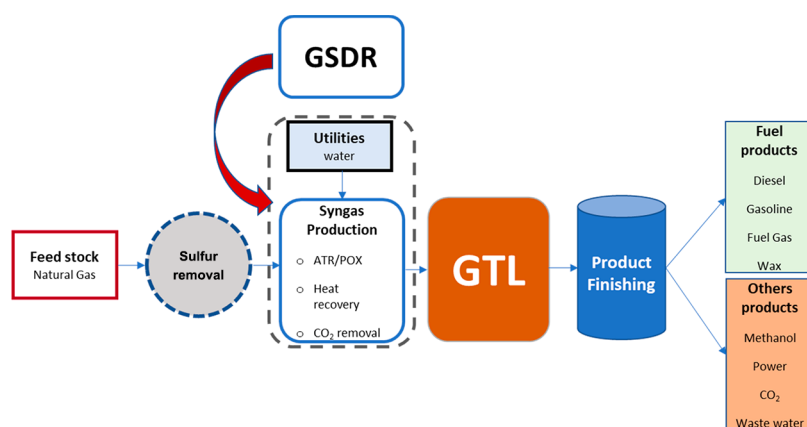 GSDR
Utilities
water
Feed stock
Natural Gas
Sulfur
removal
Syngas
Production
○ ATR/POX
○ Heat
recovery
○ CO₂ removal
GTL
Product
Finishing
Fuel
products
Diesel
Gasoline
Fuel Gas
Wax
Others
products
Methanol
Power
CO₂
Waste water